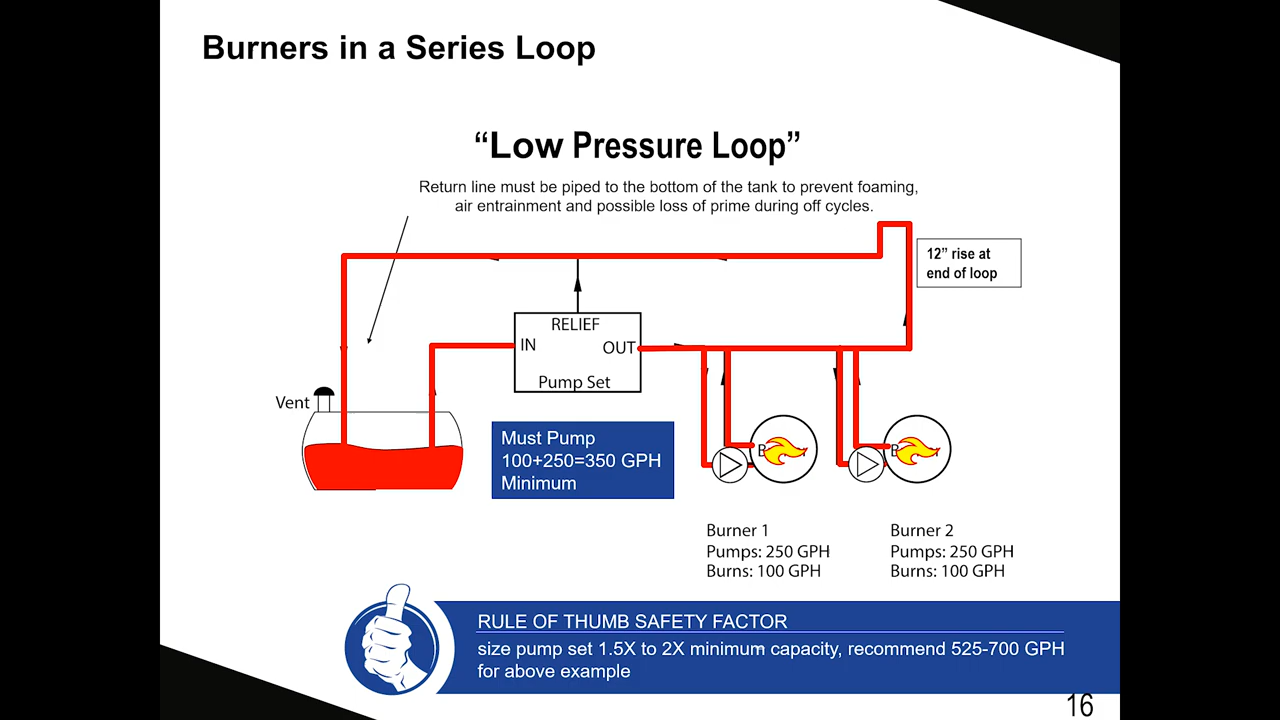 Burners in a Series Loop
“Low Pressure Loop”
Return line must be piped to the bottom of the tank to prevent foaming,
air entrainment and possible loss of prime during off cycles.
12” rise at
end of loop
RELIEF
IN
OUT
Pump Set
Vent
Must Pump
100+250=350 GPH
Minimum
Burner 1
Pumps: 250 GPH
Burns: 100 GPH
Burner 2
Pumps: 250 GPH
Burns: 100 GPH
RULE OF THUMB SAFETY FACTOR
size pump set 1.5X to 2X minimum capacity, recommend 525-700 GPH
for above example
16